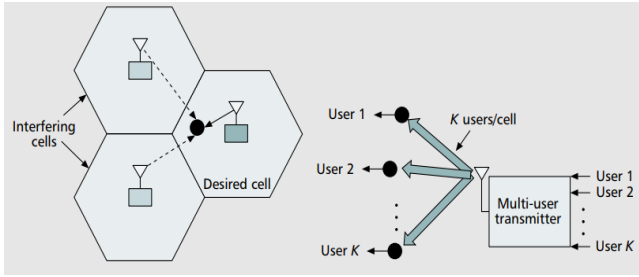 Interfering
cells
Desired cell
User 1
K users/cell
User 2
User K
Multi-user
transmitter
User 1
User 2
User K